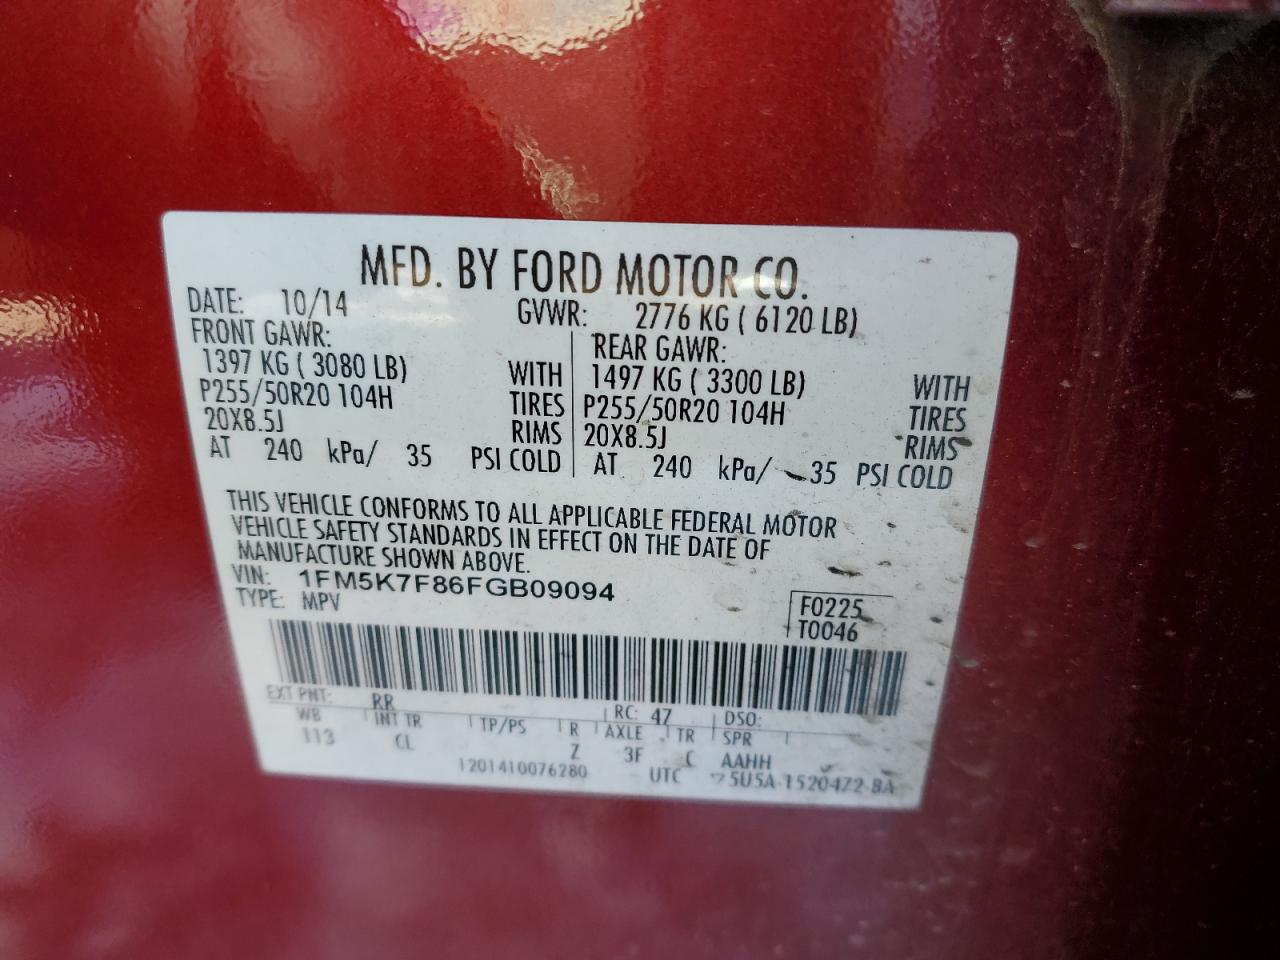 MFD. BY FORD MOTOR CO.
DATE: 10/14 GVWR: 2776 KG ( 6120 LB)
FRONT GAWR: REAR GAWR:
1397 KG ( 3080 LB) WITH 1497 KG ( 3300 LB) WITH
P255/50R20 104H TIRES P255/50R20 104H TIRES
20X8.5J RIMS 20X8.5J RIMS
AT 240 kPa/ 35 PSI COLD AT 240 kPa/ 35 PSI COLD
THIS VEHICLE CONFORMS TO ALL APPLICABLE FEDERAL MOTOR
VEHICLE SAFETY STANDARDS IN EFFECT ON THE DATE OF
MANUFACTURE SHOWN ABOVE.
VIN: 1FM5K7F86FGB09094
TYPE: MPV F0225
T0046
EXT PNT: RR RC: 47 DSO:
WB INT TR TP/PS R AXLE TR SPR
113 CL Z 3F C AAHH
1201410076280 UTC 75U5A-1520472-BA